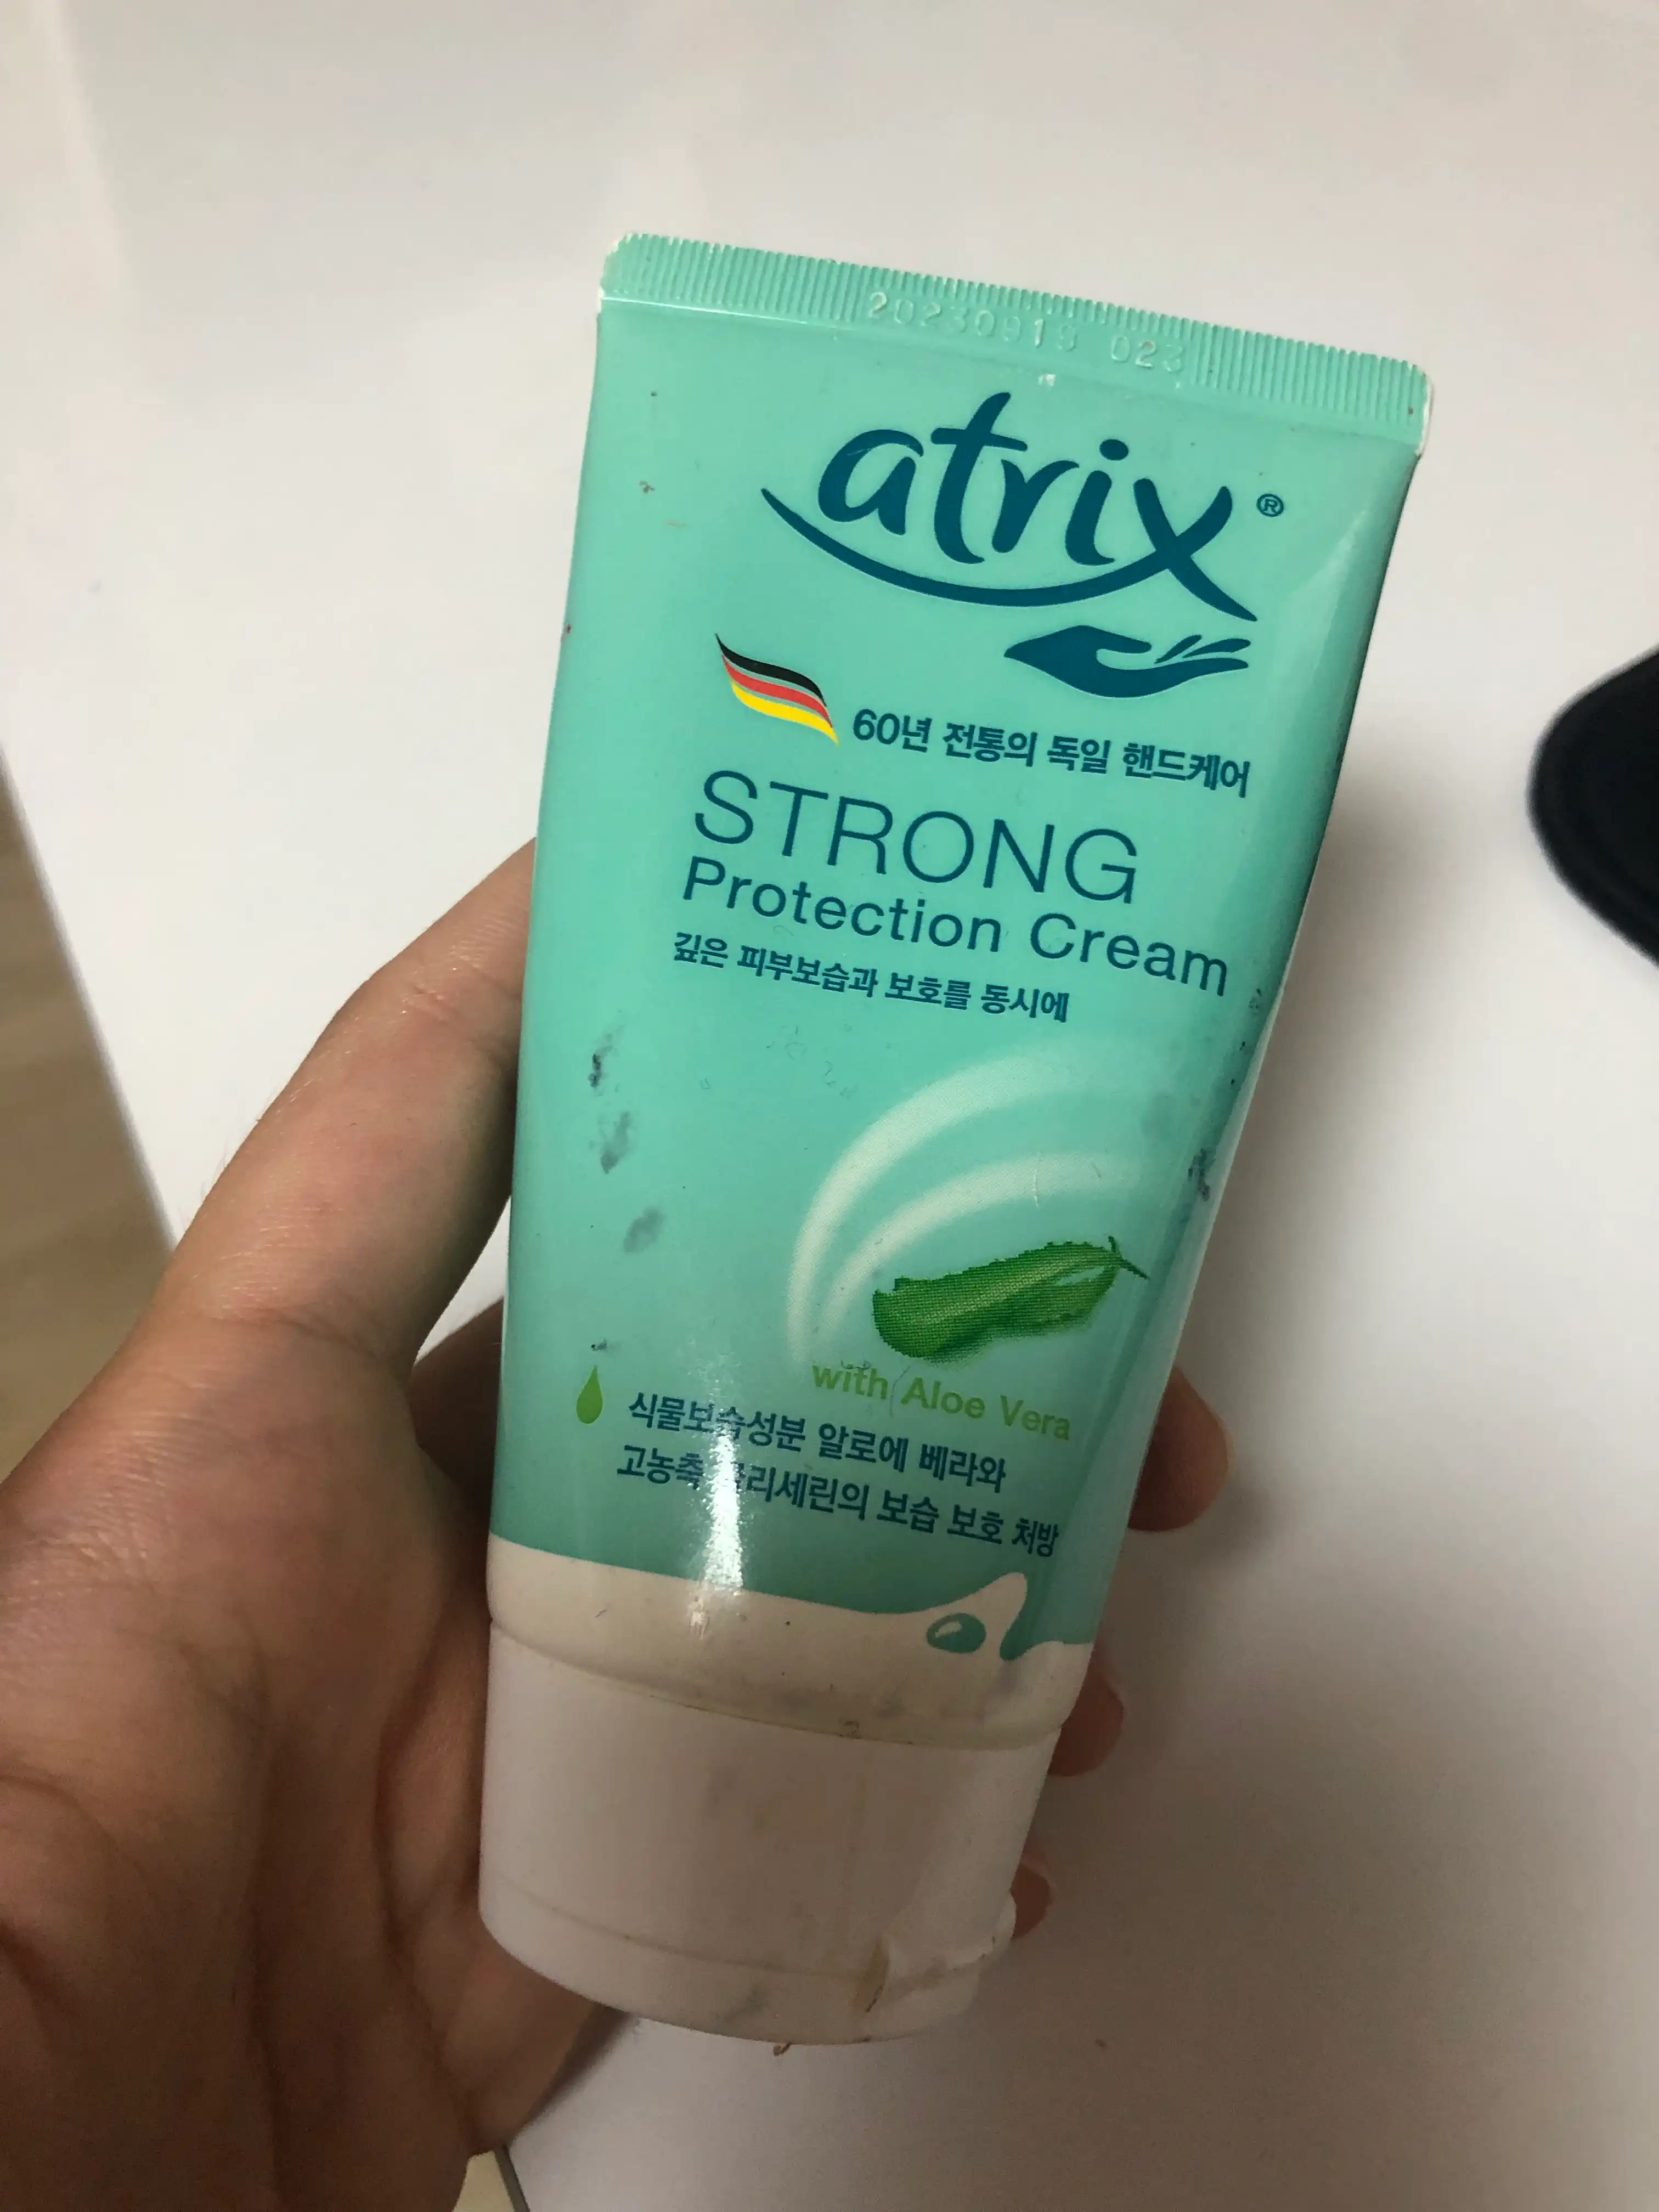 atrix®
60년 전통의 독일 핸드케어
STRONG
Protection Cream
깊은 피부보습과 보호를 동시에
with Aloe Vera
식물보습성분 알로에 베라와
고농축 글리세린의 보습 보호 처방